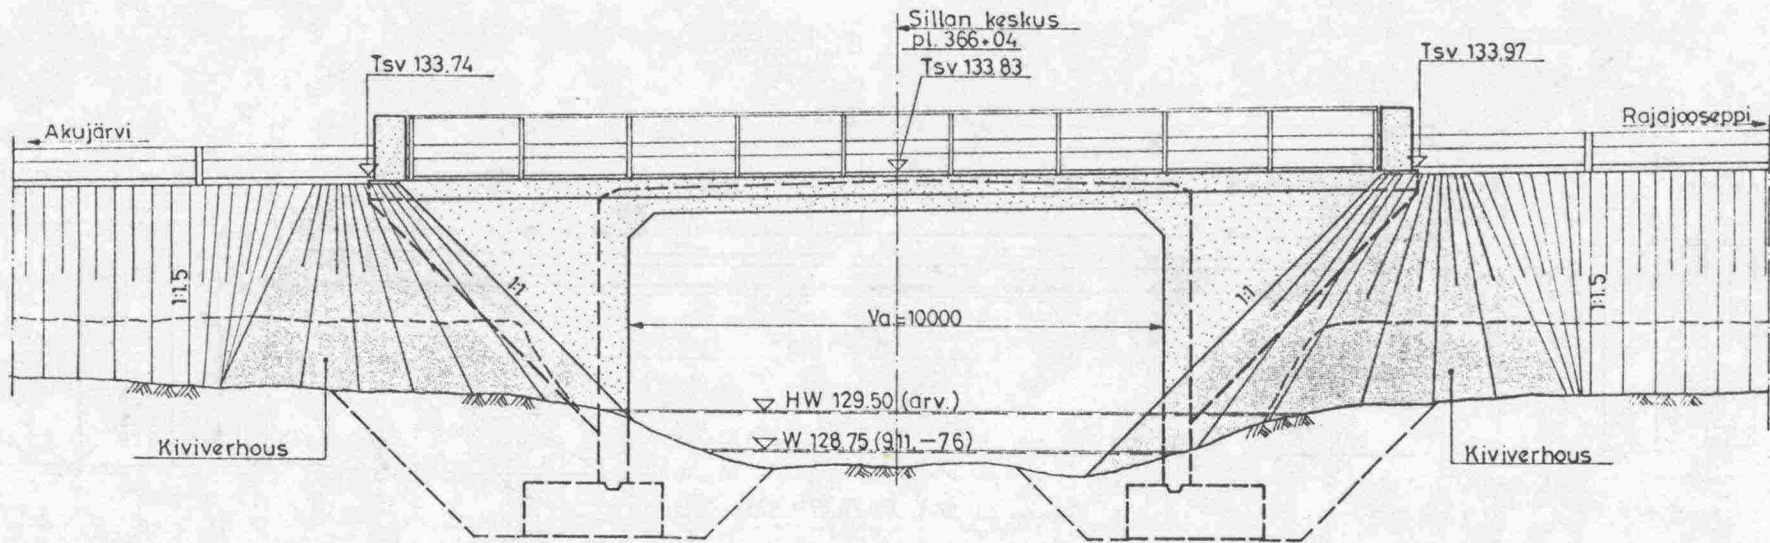 Sillan keskus
pl. 366+04
Tsv 133.74
Tsv 133.83
Tsv 133.97
Akujärvi
Rajajooseppi
1:1.5
1:1
1:1
1:1.5
Va=10000
HW 129.50 (arv.)
W 128.75 (9.11.-76)
Kiviverhous
Kiviverhous